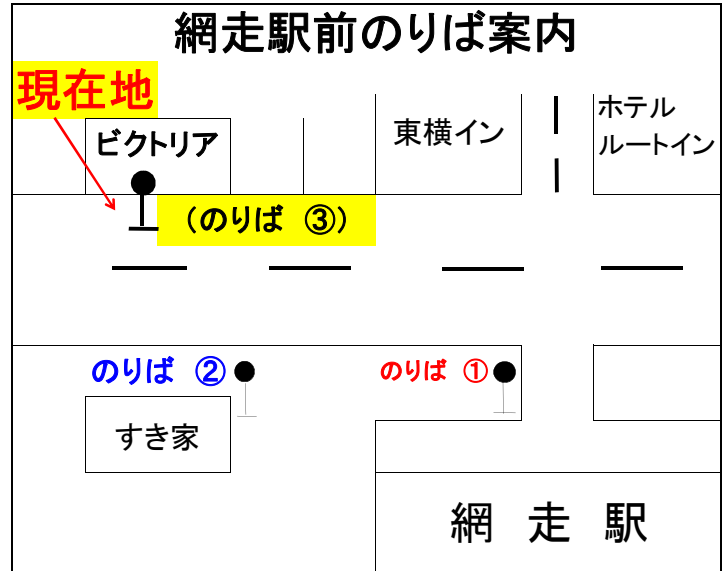 網走駅前のりば案内
現在地
ビクトリア
東横イン
ホテル
ルートイン
(のりば ③)
のりば ②
のりば ①
すき家
網 走 駅